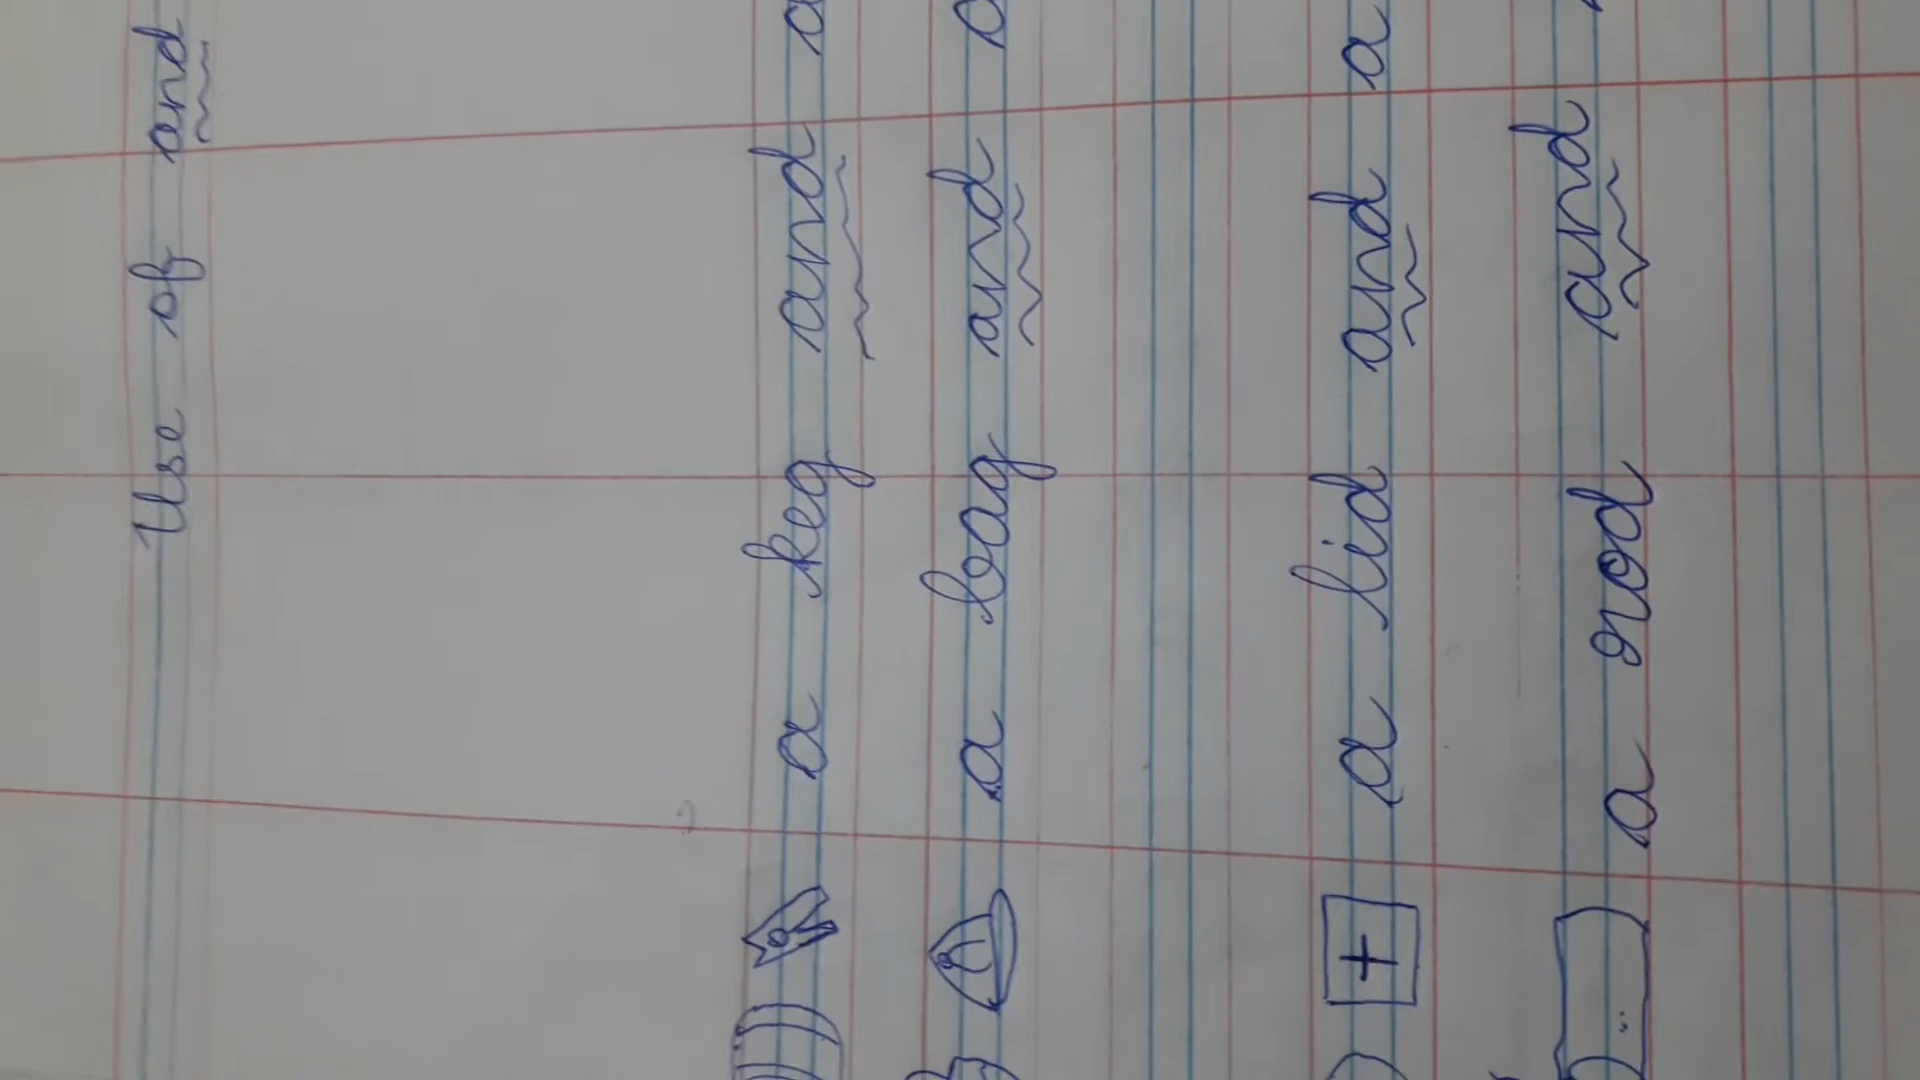 Use of and
a keg and a
a bag and a
a lid and a
a rod and